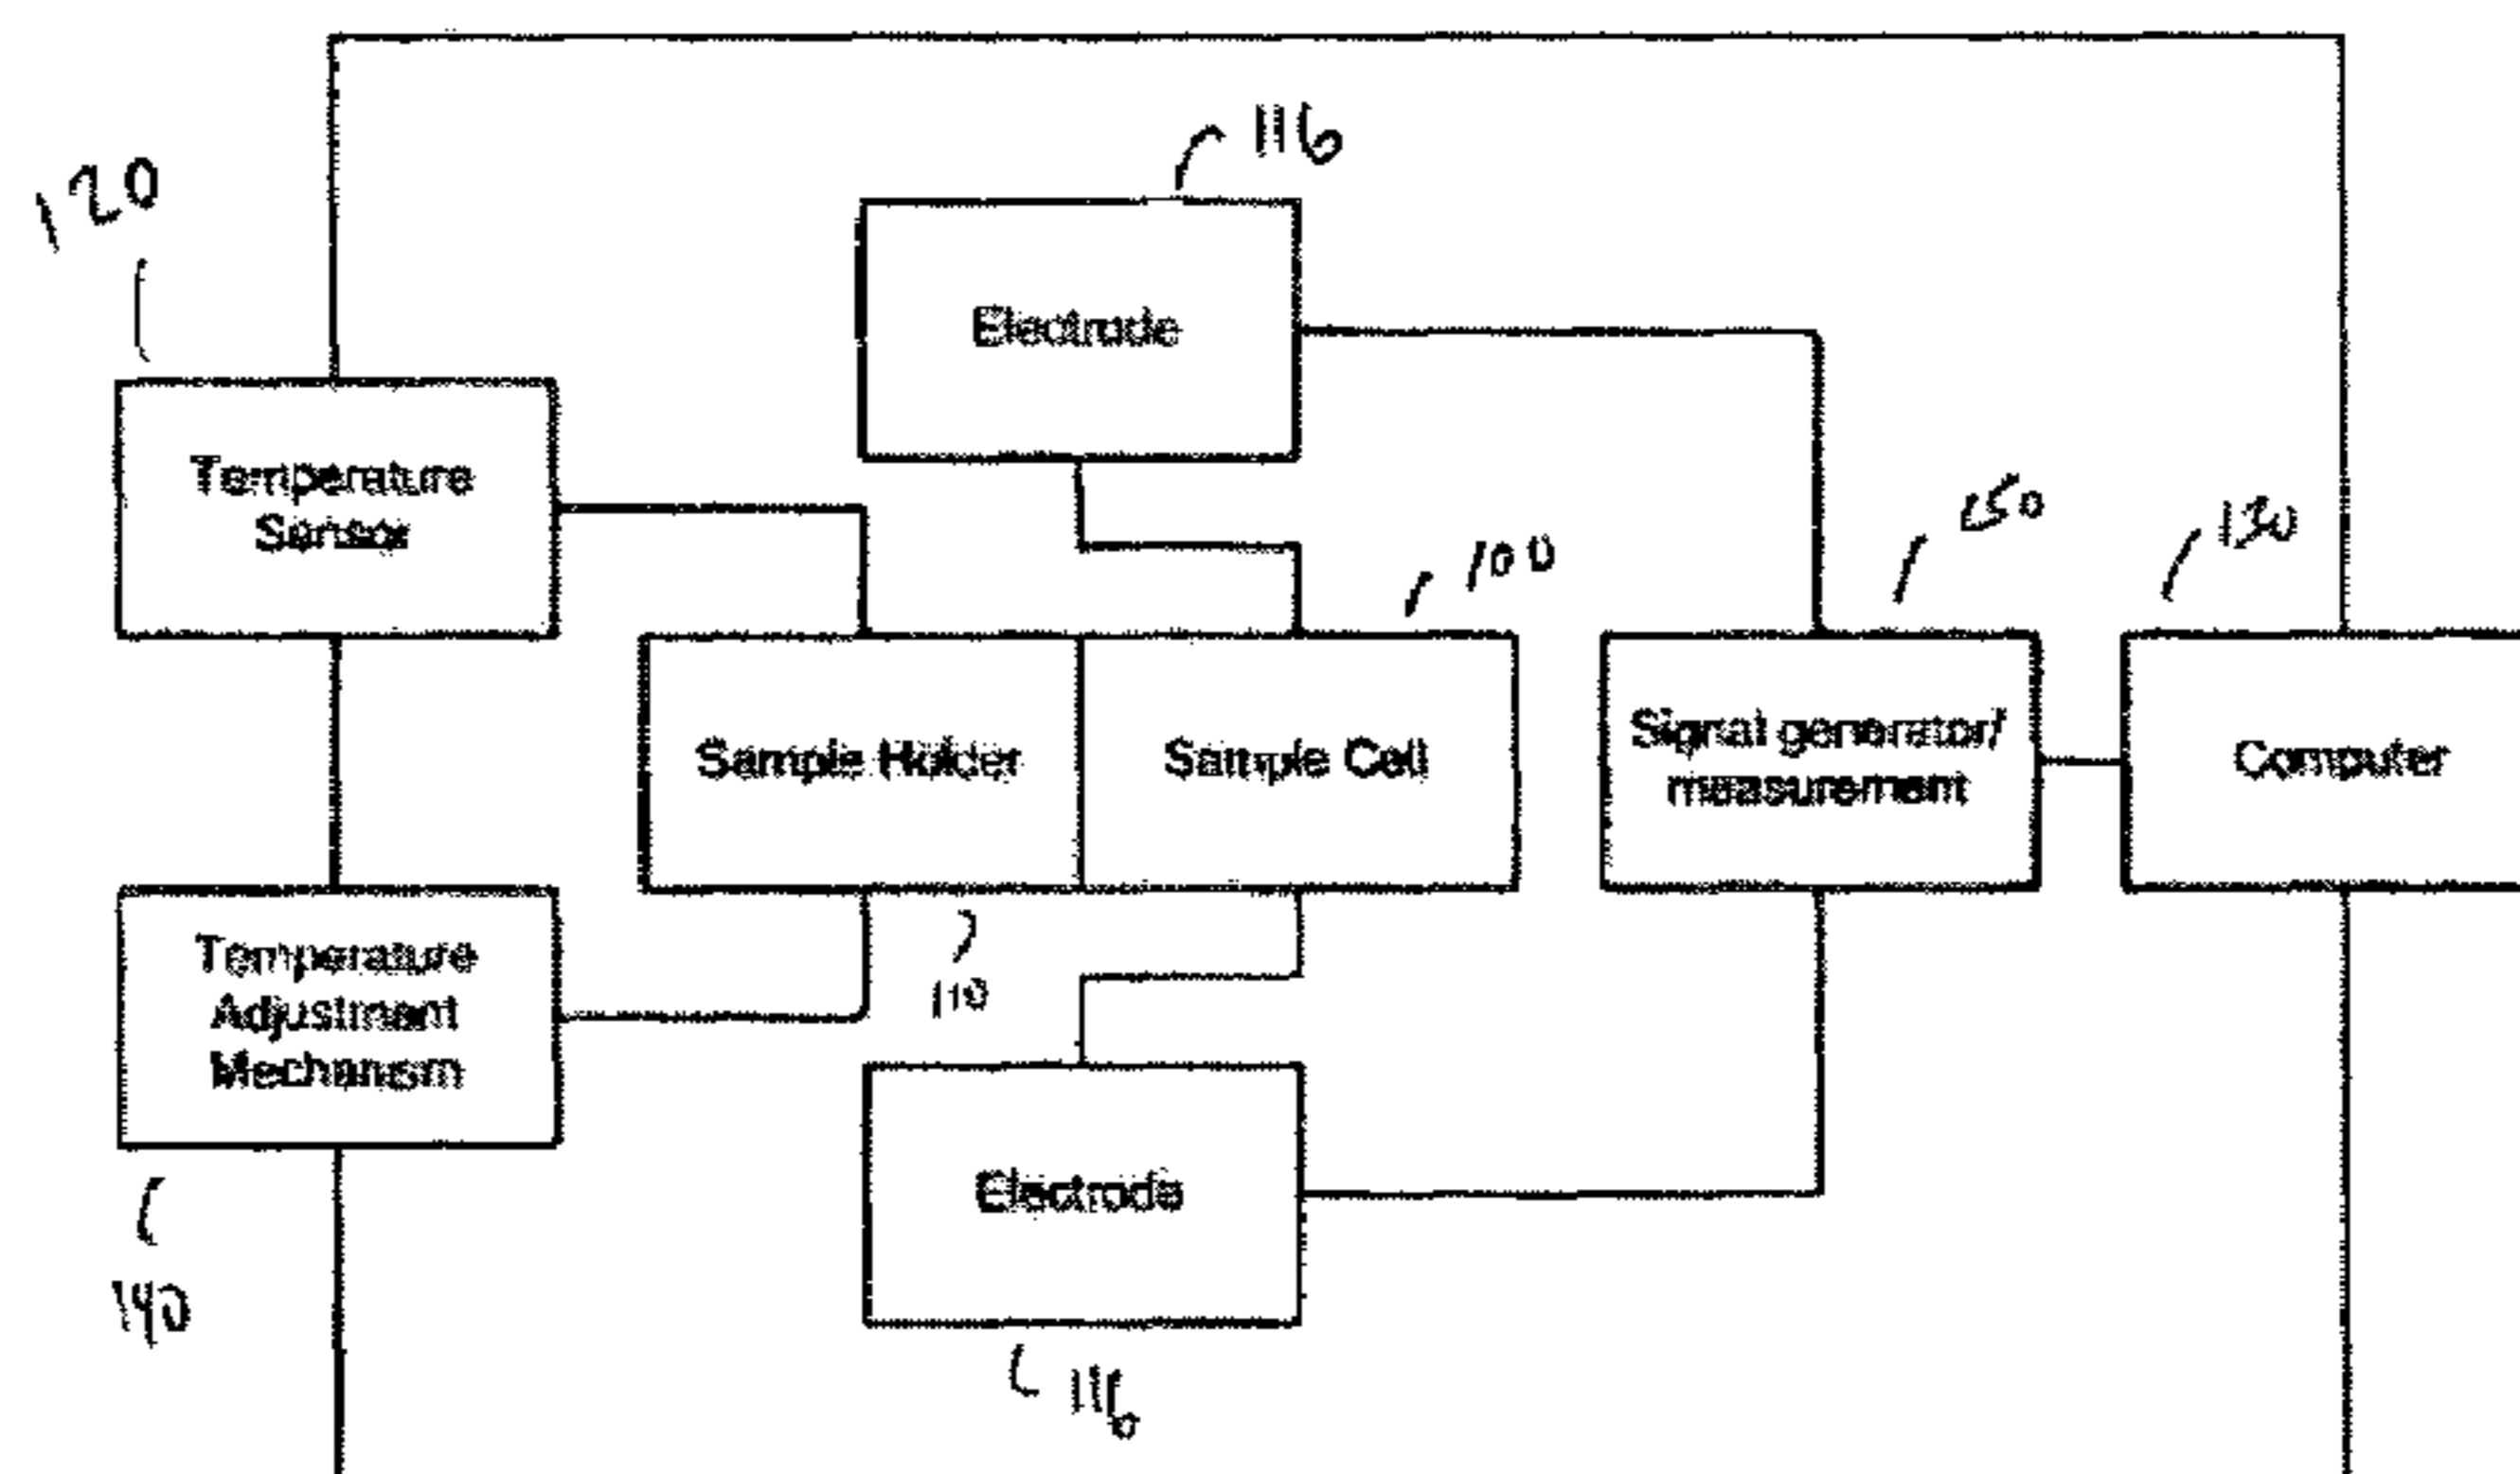 116
120
Electrode
Temperature
Sensor
150
130
100
Sample Holder
Sample Cell
Signal generator/
measurement
Computer
Temperature
Adjustment
Mechanism
110
Electrode
140
116